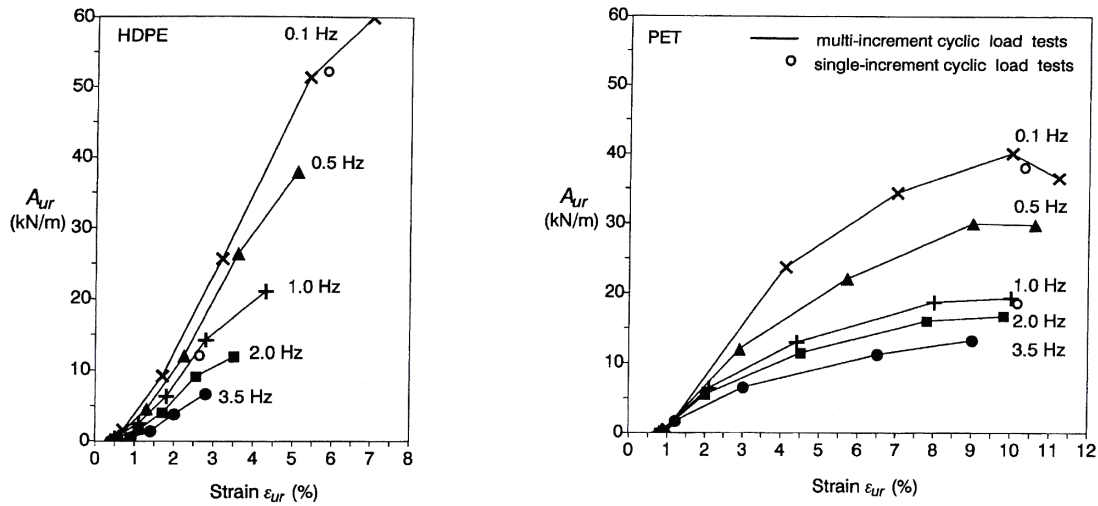 60
HDPE
0.1 Hz
50
40
0.5 Hz
A_ur
(kN/m)
30
1.0 Hz
20
2.0 Hz
10
3.5 Hz
0
0 1 2 3 4 5 6 7 8
Strain ε_ur (%)
60
PET
multi-increment cyclic load tests
single-increment cyclic load tests
50
0.1 Hz
40
A_ur
(kN/m)
30
0.5 Hz
1.0 Hz
20
2.0 Hz
3.5 Hz
10
0
0 1 2 3 4 5 6 7 8 9 10 11 12
Strain ε_ur (%)